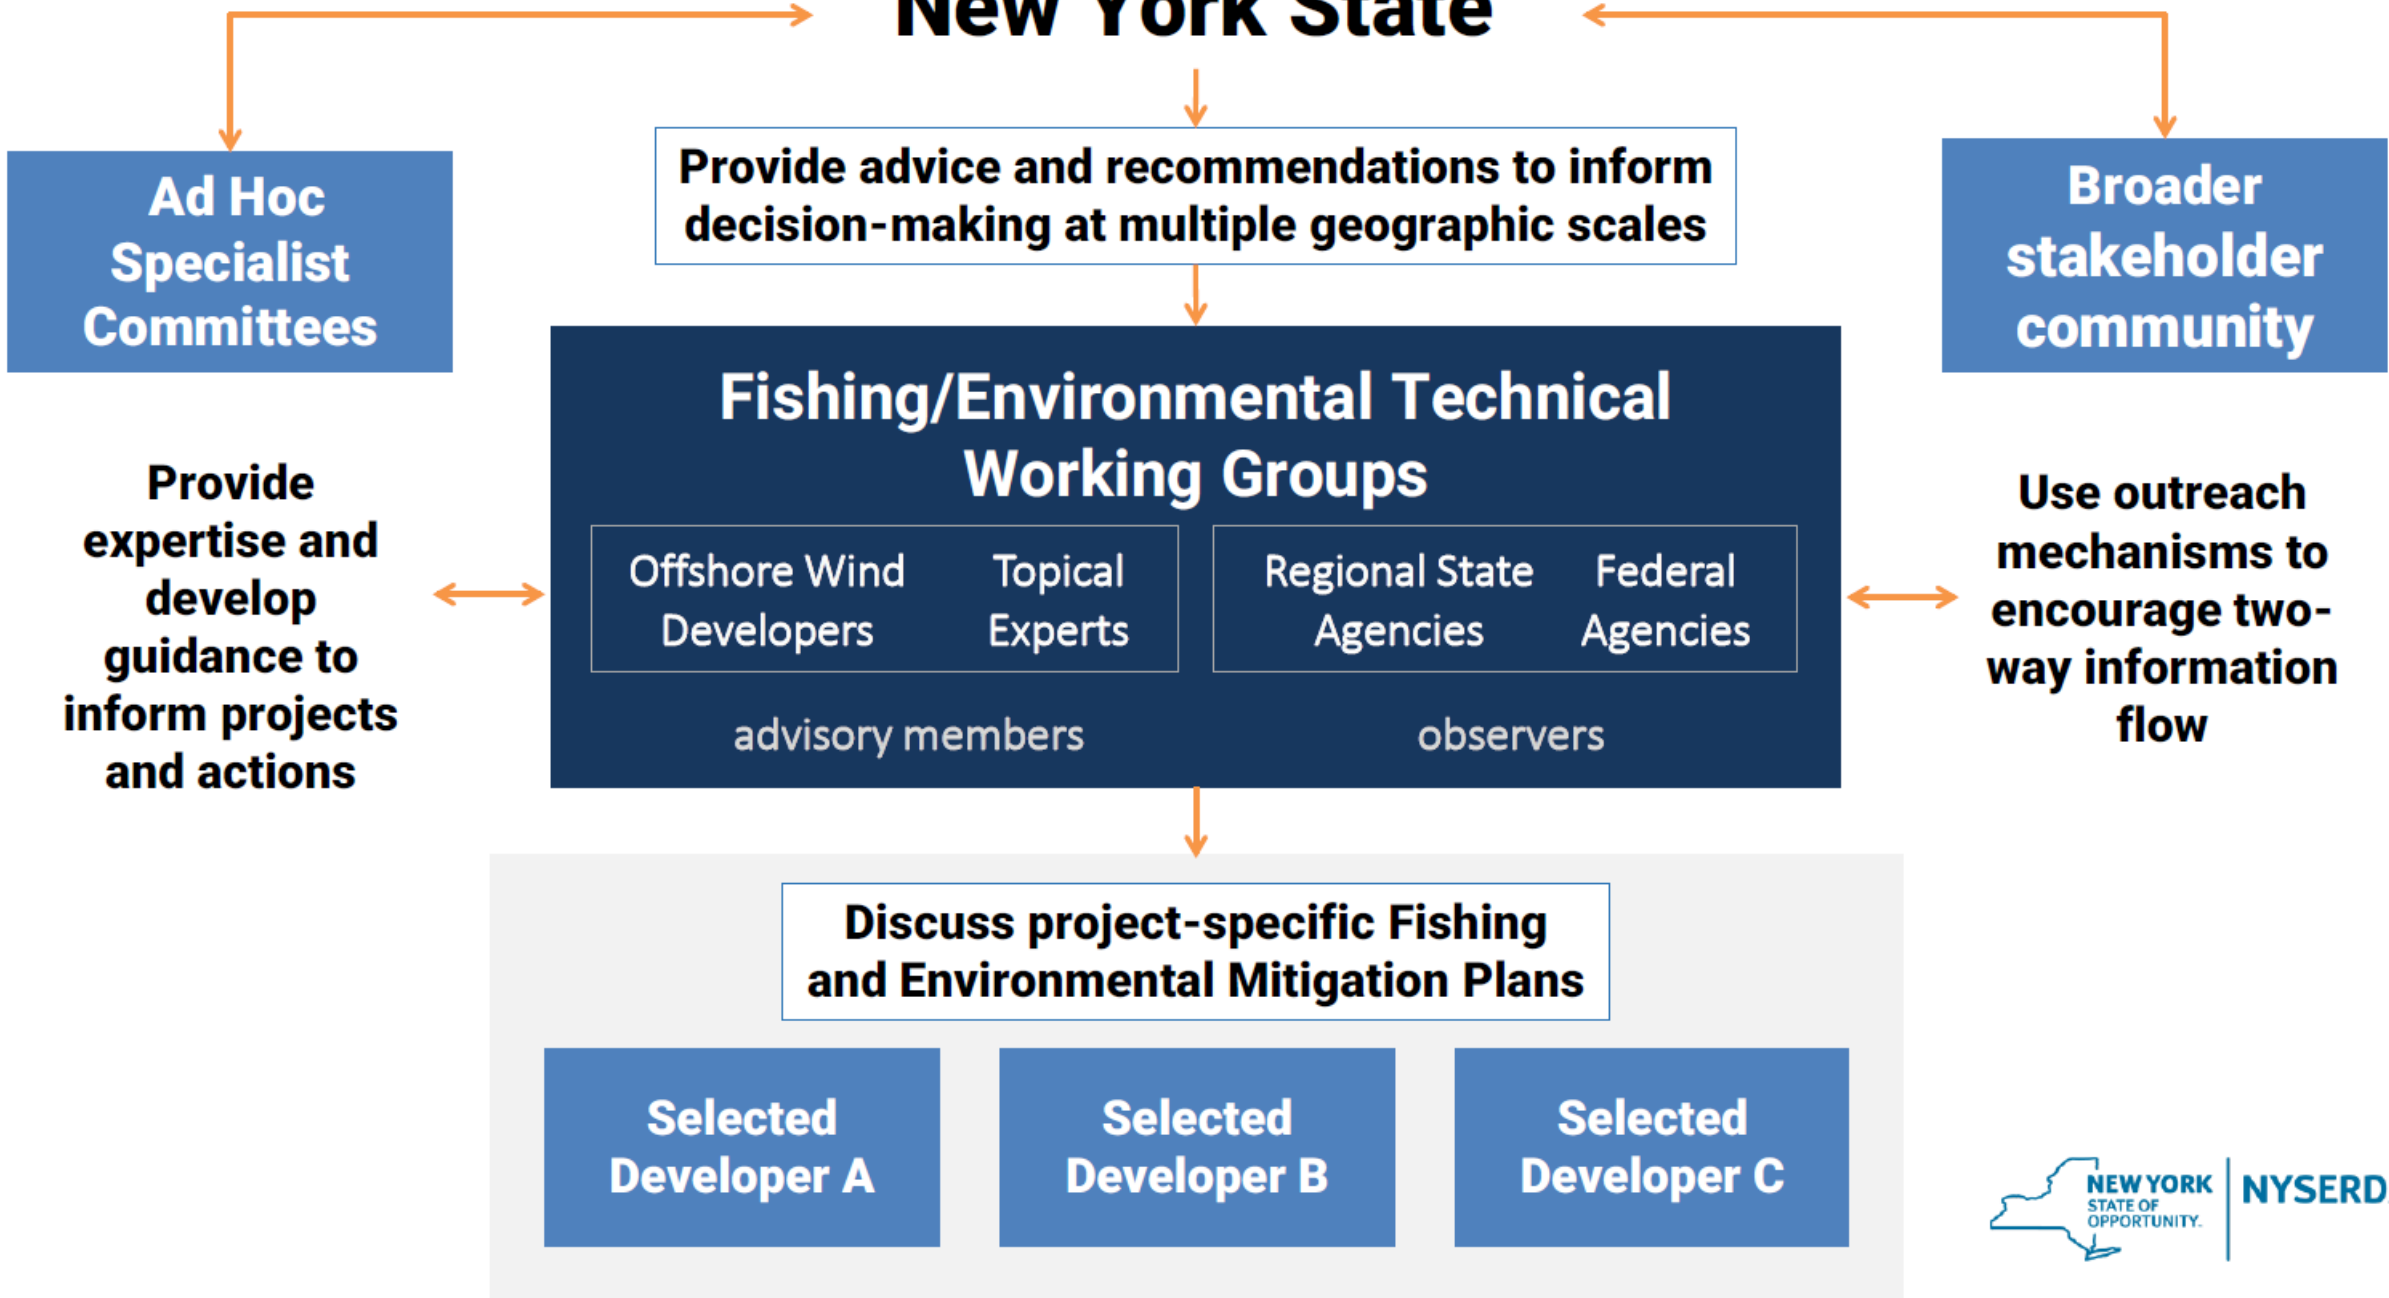 New York State
Ad Hoc
Specialist
Committees
Provide advice and recommendations to inform
decision-making at multiple geographic scales
Broader
stakeholder
community
Provide
expertise and
develop
guidance to
inform projects
and actions
Fishing/Environmental Technical
Working Groups
Offshore Wind
Developers
Topical
Experts
Regional State
Agencies
Federal
Agencies
advisory members
observers
Use outreach
mechanisms to
encourage two-
way information
flow
Discuss project-specific Fishing
and Environmental Mitigation Plans
Selected
Developer A
Selected
Developer B
Selected
Developer C
NEW YORK
STATE OF
OPPORTUNITY.
NYSERD